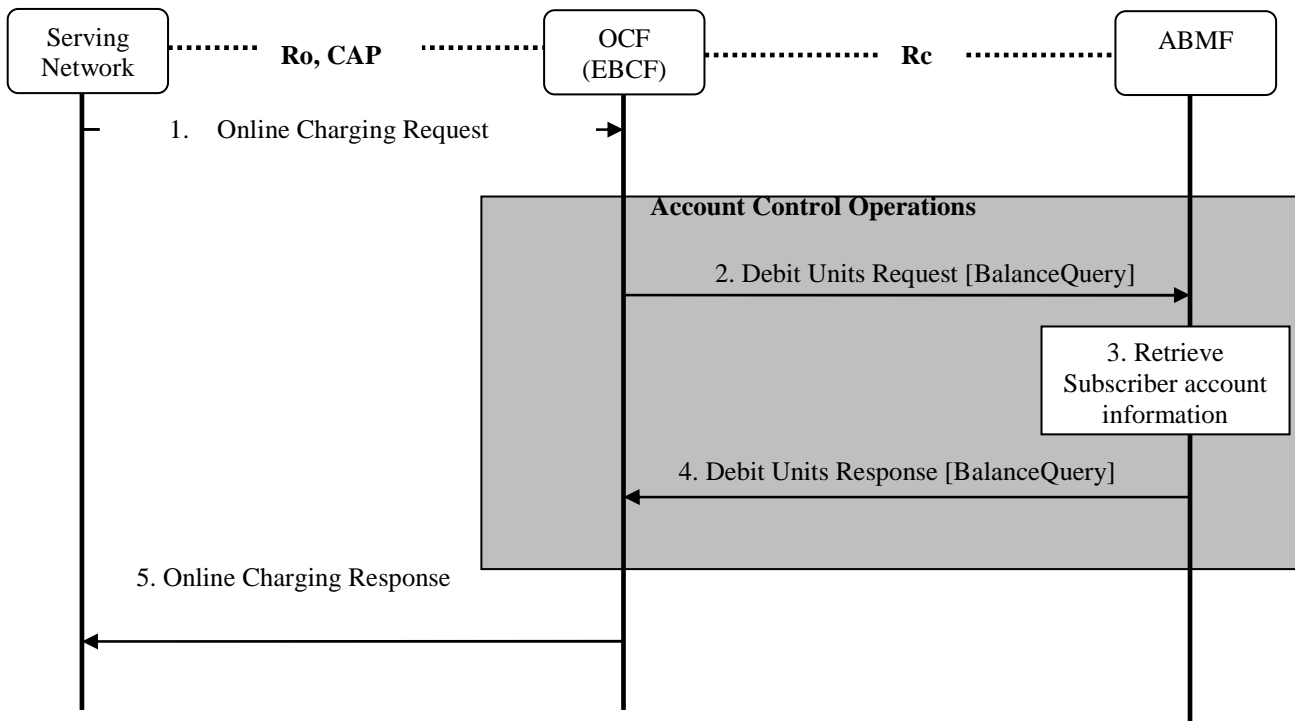 Serving
Network
Ro, CAP
OCF
(EBCF)
Rc
ABMF
1. Online Charging Request
Account Control Operations
2. Debit Units Request [BalanceQuery]
3. Retrieve
Subscriber account
information
4. Debit Units Response [BalanceQuery]
5. Online Charging Response